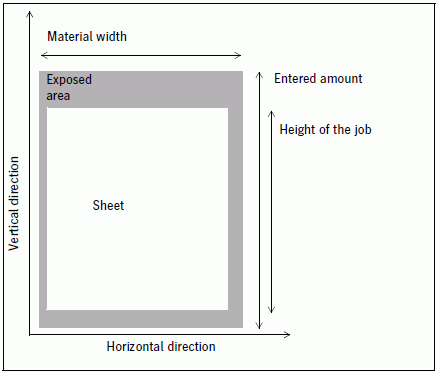 Material width
Exposed
area
Entered amount
Height of the job
Sheet
Vertical direction
Horizontal direction